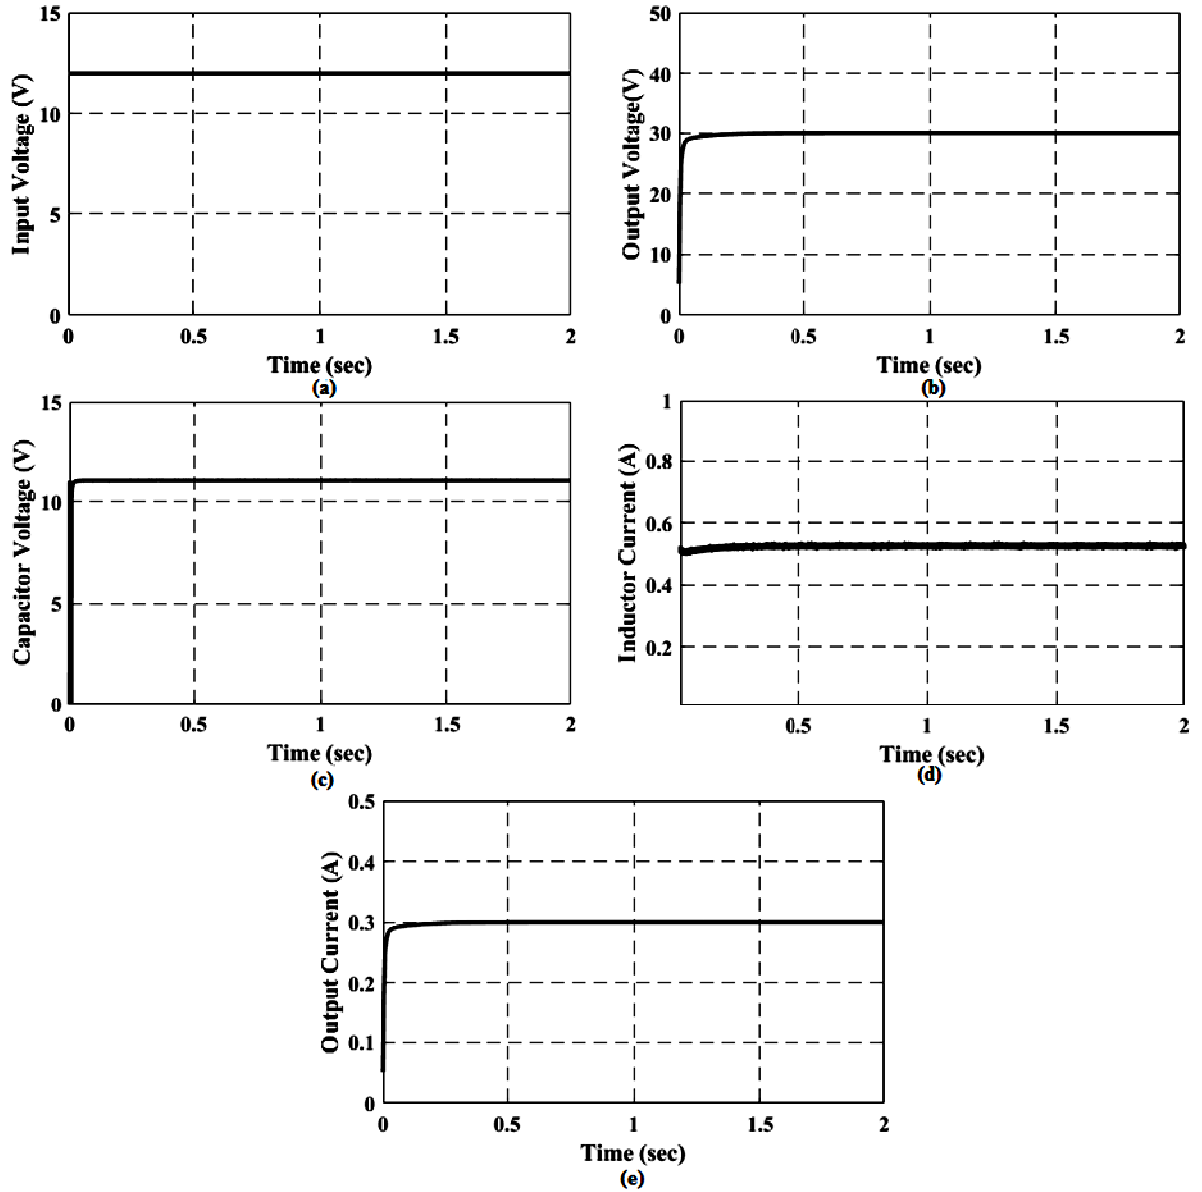 15
10
5
0
Input Voltage (V)
0 0.5 1 1.5 2
Time (sec)
(a)
50
40
30
20
10
0
Output Voltage(V)
0 0.5 1 1.5 2
Time (sec)
(b)
15
10
5
0
Capacitor Voltage (V)
0 0.5 1 1.5 2
Time (sec)
(c)
1
0.8
0.6
0.4
0.2
Inductor Current (A)
0.5 1 1.5 2
Time (sec)
(d)
0.5
0.4
0.3
0.2
0.1
0
Output Current (A)
0 0.5 1 1.5 2
Time (sec)
(e)